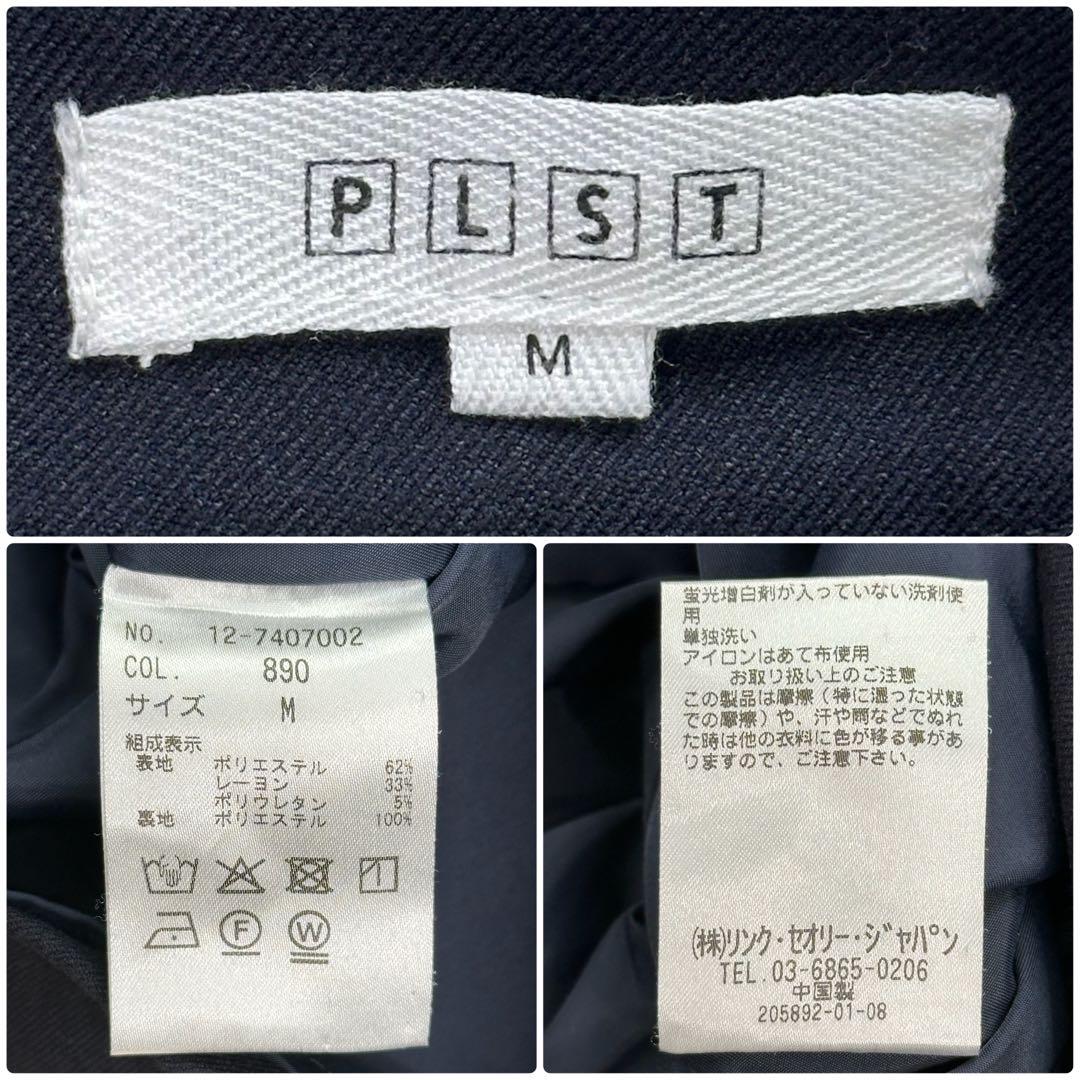 PLST
M
NO. 12-7407002
COL. 890
サイズ M
組成表示
表地 ポリエステル 62%
レーヨン 33%
ポリウレタン 5%
裏地 ポリエステル 100%
F W
蛍光増白剤が入っていない洗剤使
用
単独洗い
アイロンはあて布使用
お取り扱い上のご注意
この製品は摩擦(特に湿った状態
での摩擦)や、汗や雨などでぬれ
た時は他の衣料に色が移る事があ
りますので、ご注意下さい。
(株)リンク・セオリー・ジャパン
TEL.03-6865-0206
中国製
205892-01-08